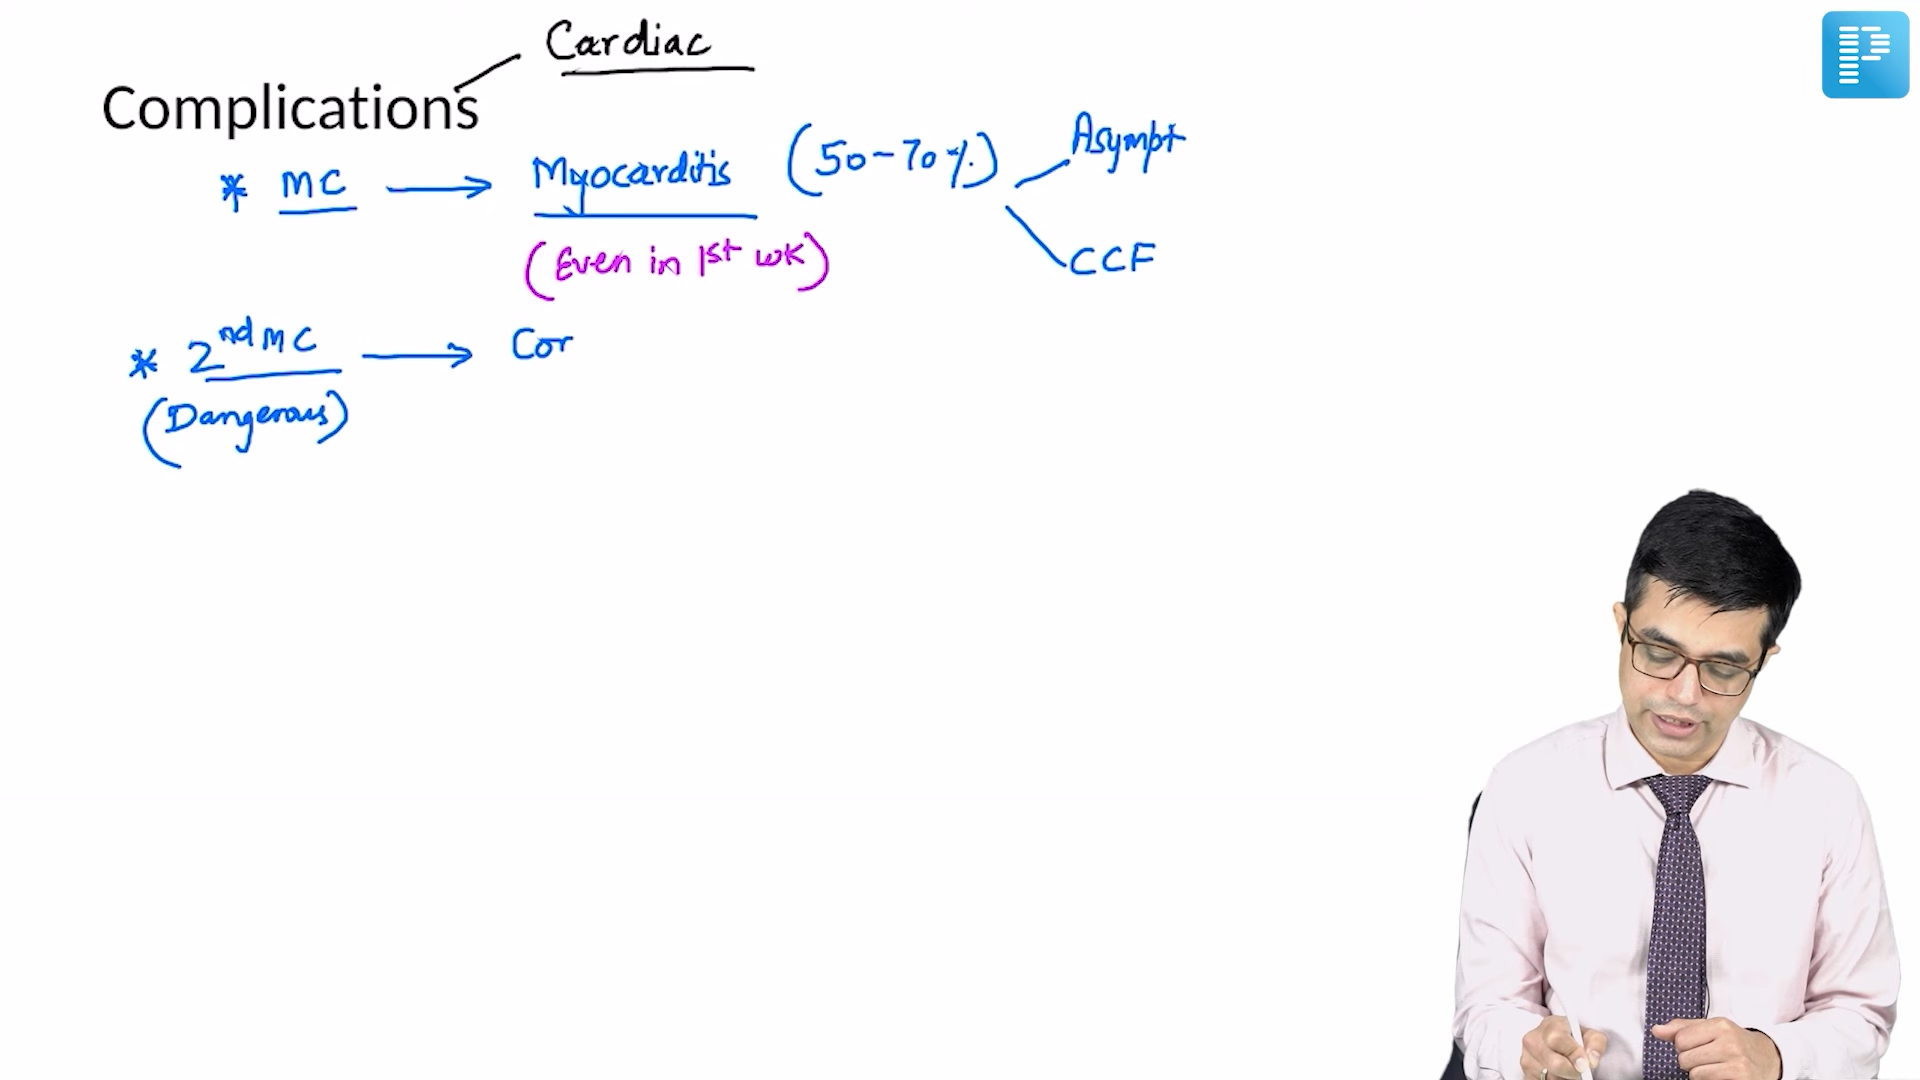 Cardiac
Complications
* MC → Myocarditis (50-70%) Asympt
(Even in 1st wk) CCF
* 2nd MC → Cor
(Dangerous)